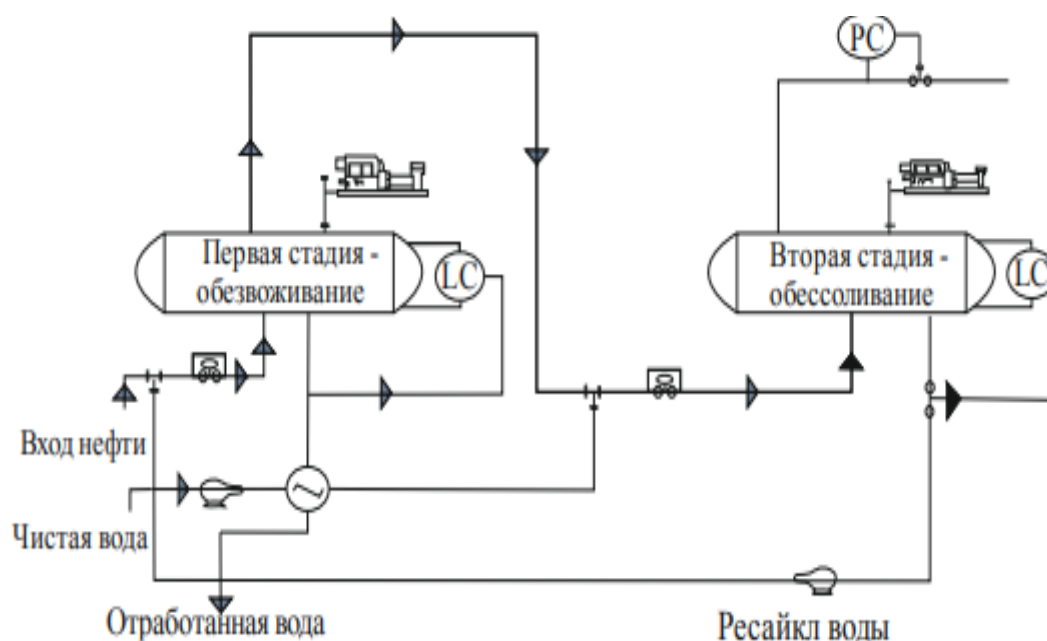 PC
Первая стадия -
обезвоживание
LC
Вторая стадия -
обессоливание
LC
Вход нефти
Чистая вода
Отработанная вода
Ресайкл воды